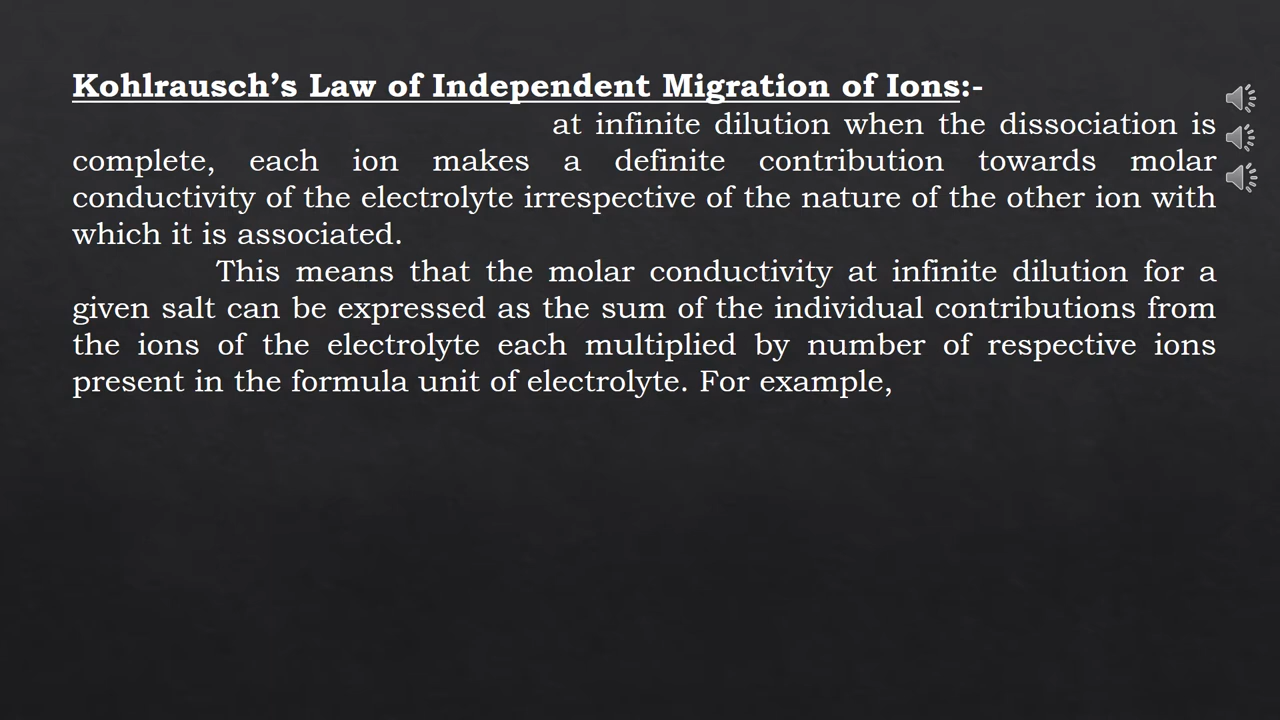 Kohlrausch’s Law of Independent Migration of Ions:-
at infinite dilution when the dissociation is
complete, each ion makes a definite contribution towards molar
conductivity of the electrolyte irrespective of the nature of the other ion with
which it is associated.
This means that the molar conductivity at infinite dilution for a
given salt can be expressed as the sum of the individual contributions from
the ions of the electrolyte each multiplied by number of respective ions
present in the formula unit of electrolyte. For example,